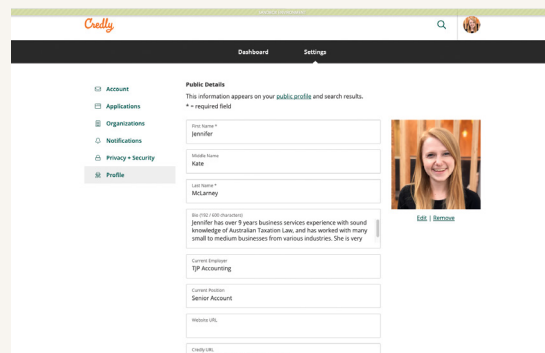 Credly
Dashboard
Settings
Account
Applications
Organizations
Notifications
Privacy + Security
Profile
Public Details
This information appears on your public profile and search results.
* = required field
First Name *
Jennifer
Middle Name
Kate
Last Name *
McLarney
Bio (192 / 600 characters)
Jennifer has over 9 years business services experience with sound
knowledge of Australian Taxation Law, and has worked with many
small to medium businesses from various industries. She is very
Current Employer
TJP Accounting
Current Position
Senior Account
Website URL
Credly URL
Edit | Remove